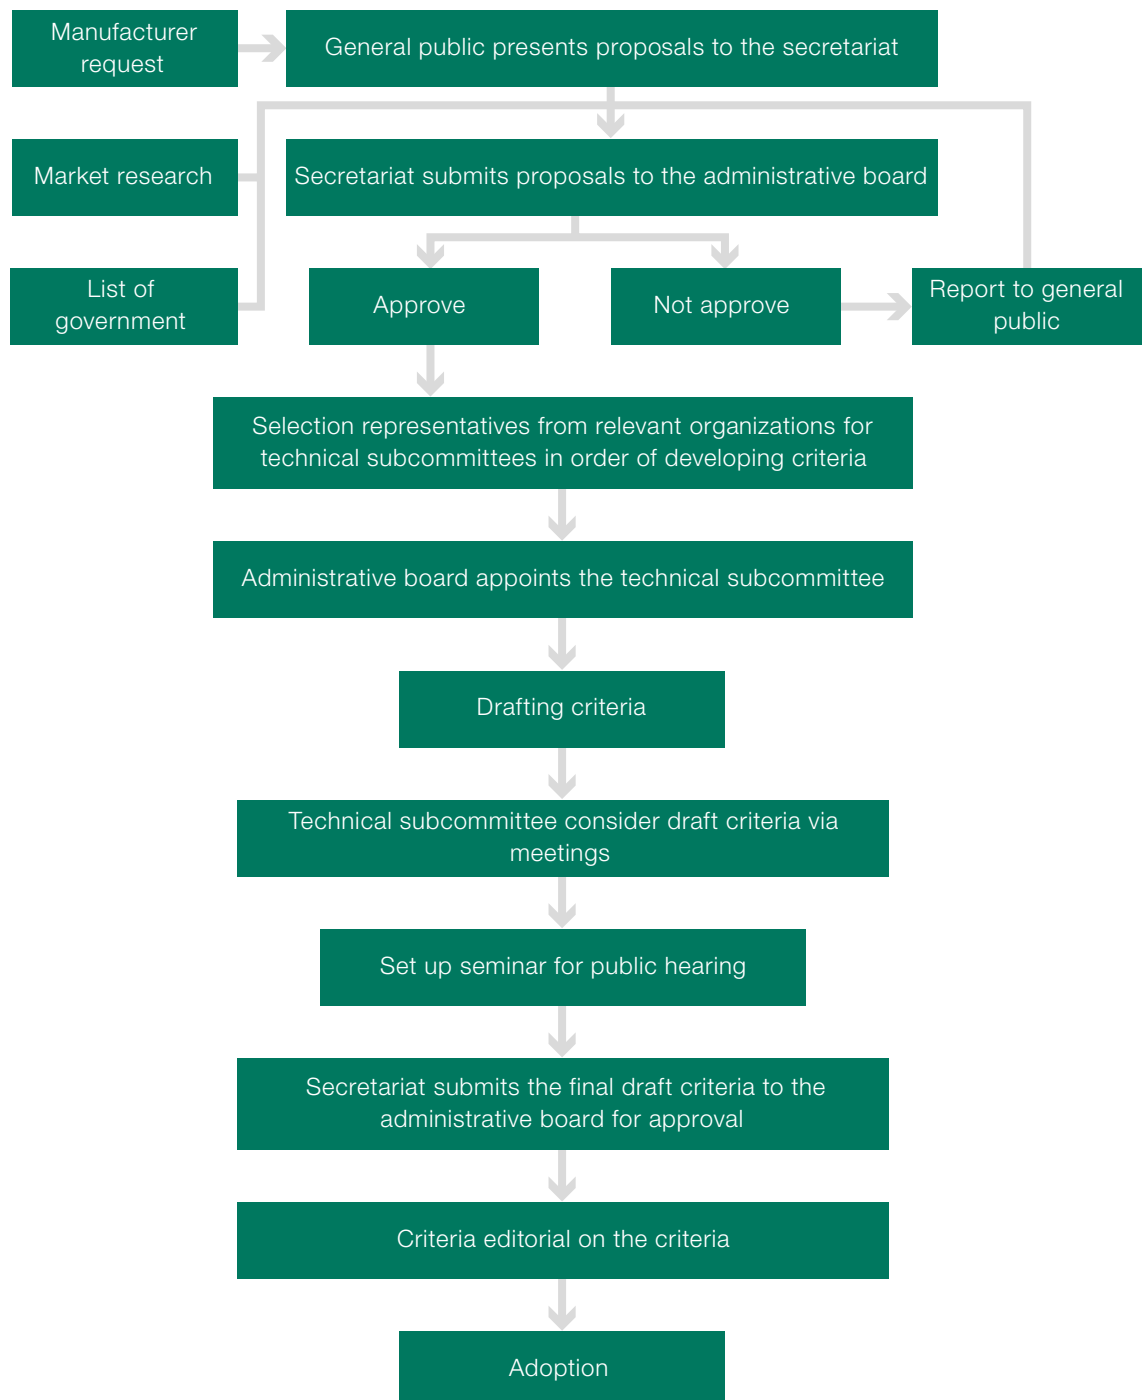 Manufacturer
request
General public presents proposals to the secretariat
Market research
Secretariat submits proposals to the administrative board
List of
government
Approve
Not approve
Report to general
public
Selection representatives from relevant organizations for
technical subcommittees in order of developing criteria
Administrative board appoints the technical subcommittee
Drafting criteria
Technical subcommittee consider draft criteria via
meetings
Set up seminar for public hearing
Secretariat submits the final draft criteria to the
administrative board for approval
Criteria editorial on the criteria
Adoption